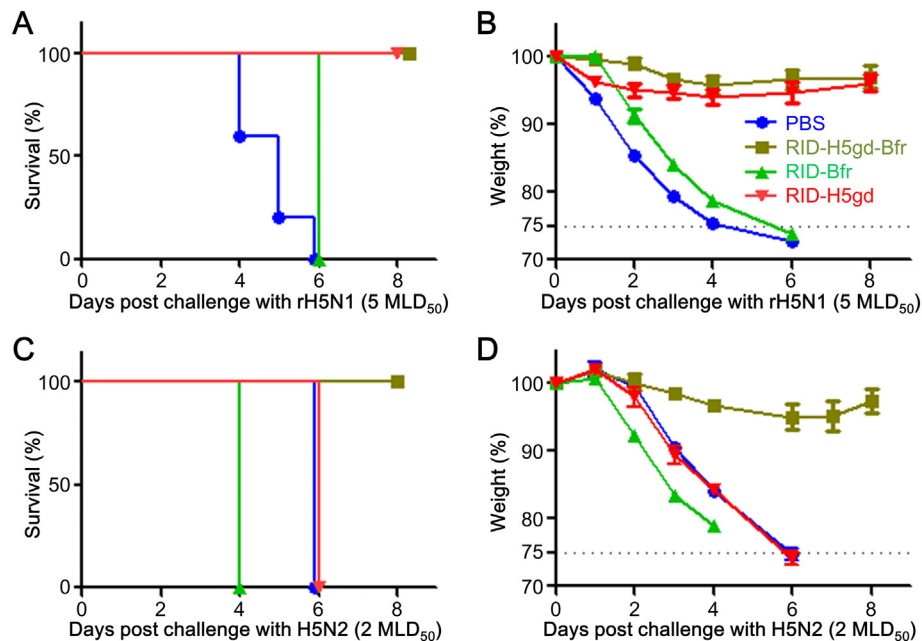 A
100
50
0
Survival (%)
0 2 4 6 8
Days post challenge with rH5N1 (5 MLD50)
B
100
90
80
75
70
Weight (%)
PBS
RID-H5gd-Bfr
RID-Bfr
RID-H5gd
0 2 4 6 8
Days post challenge with rH5N1 (5 MLD50)
C
100
50
0
Survival (%)
0 2 4 6 8
Days post challenge with H5N2 (2 MLD50)
D
100
90
80
75
70
Weight (%)
0 2 4 6 8
Days post challenge with H5N2 (2 MLD50)